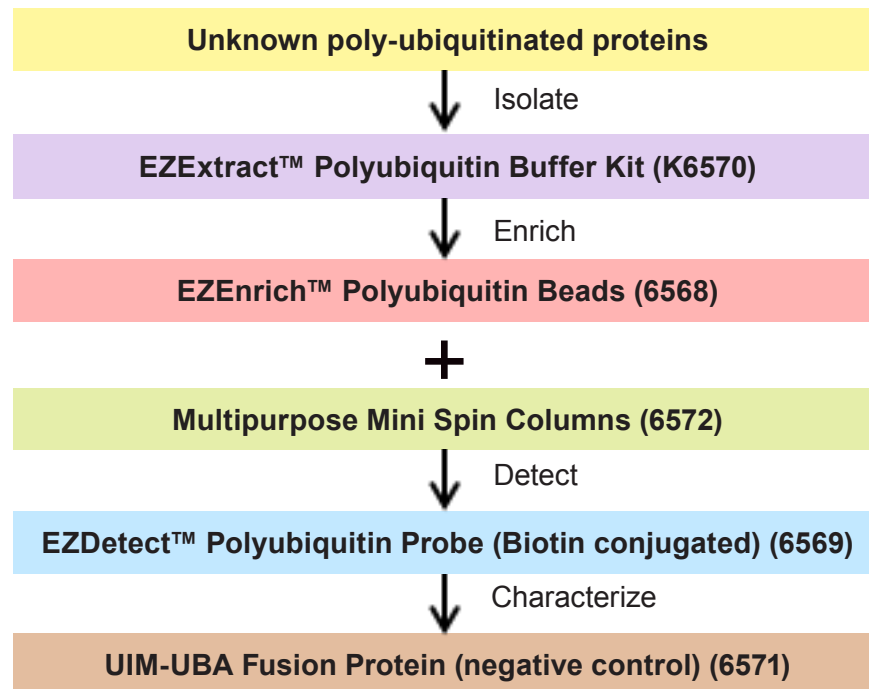 Unknown poly-ubiquitinated proteins
Isolate
EZExtract™ Polyubiquitin Buffer Kit (K6570)
Enrich
EZEnrich™ Polyubiquitin Beads (6568)
+
Multipurpose Mini Spin Columns (6572)
Detect
EZDetect™ Polyubiquitin Probe (Biotin conjugated) (6569)
Characterize
UIM-UBA Fusion Protein (negative control) (6571)